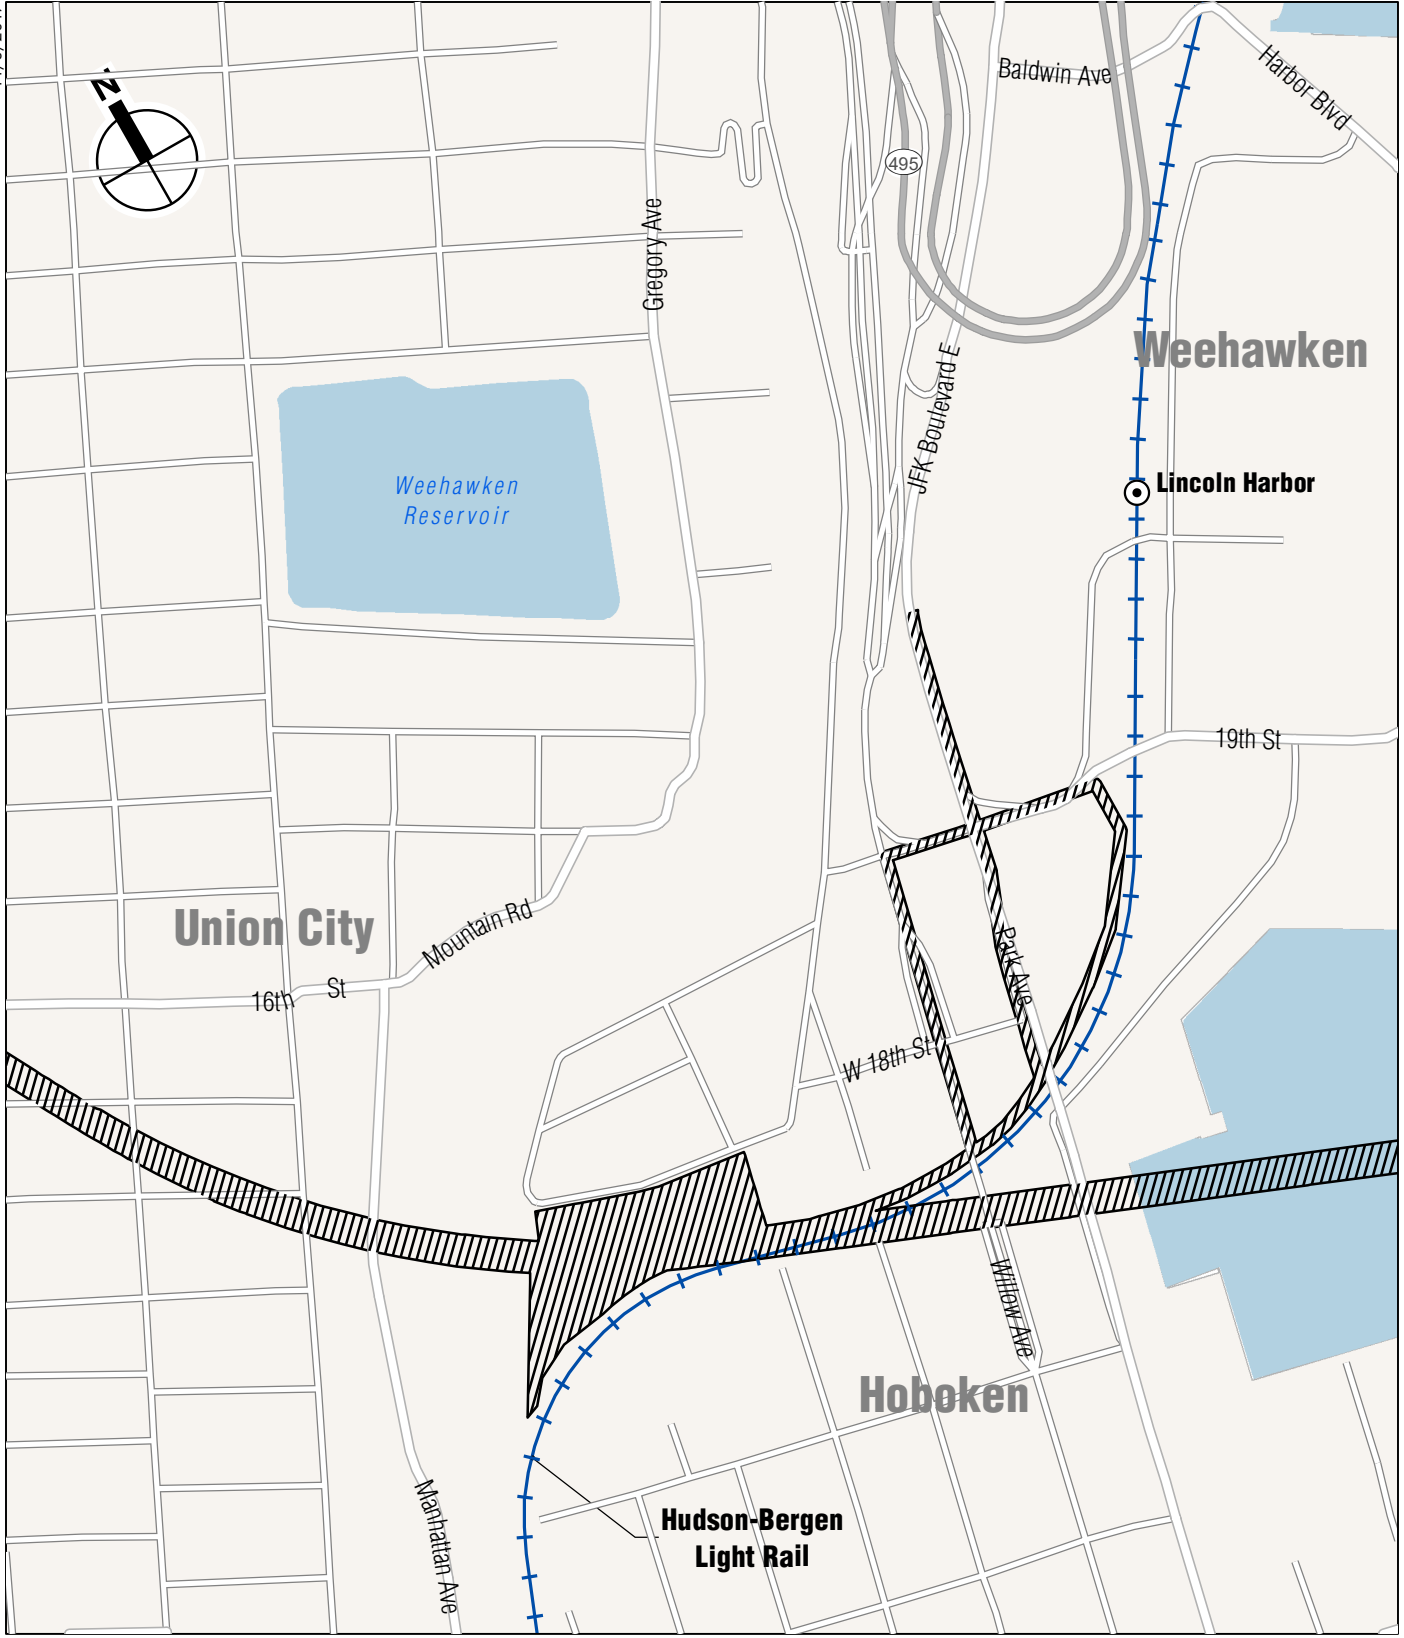 N
Baldwin Ave
Harbor Blvd
495
Gregory Ave
Weehawken
JFK Boulevard E
Weehawken
Reservoir
Lincoln Harbor
19th St
Union City
Mountain Rd
16th St
Park Ave
W 18th St
Willow Ave
Hoboken
Manhattan Ave
Hudson-Bergen
Light Rail